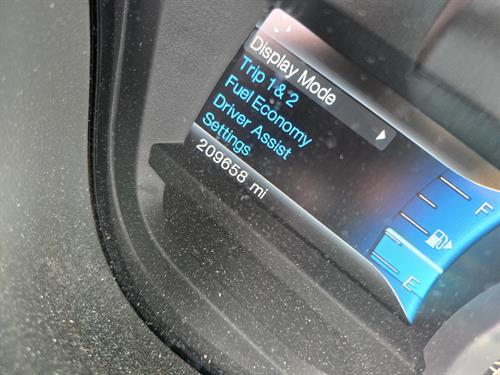 Display Mode
Trip 1 & 2
Fuel Economy
Driver Assist
Settings
209658 mi
F
E